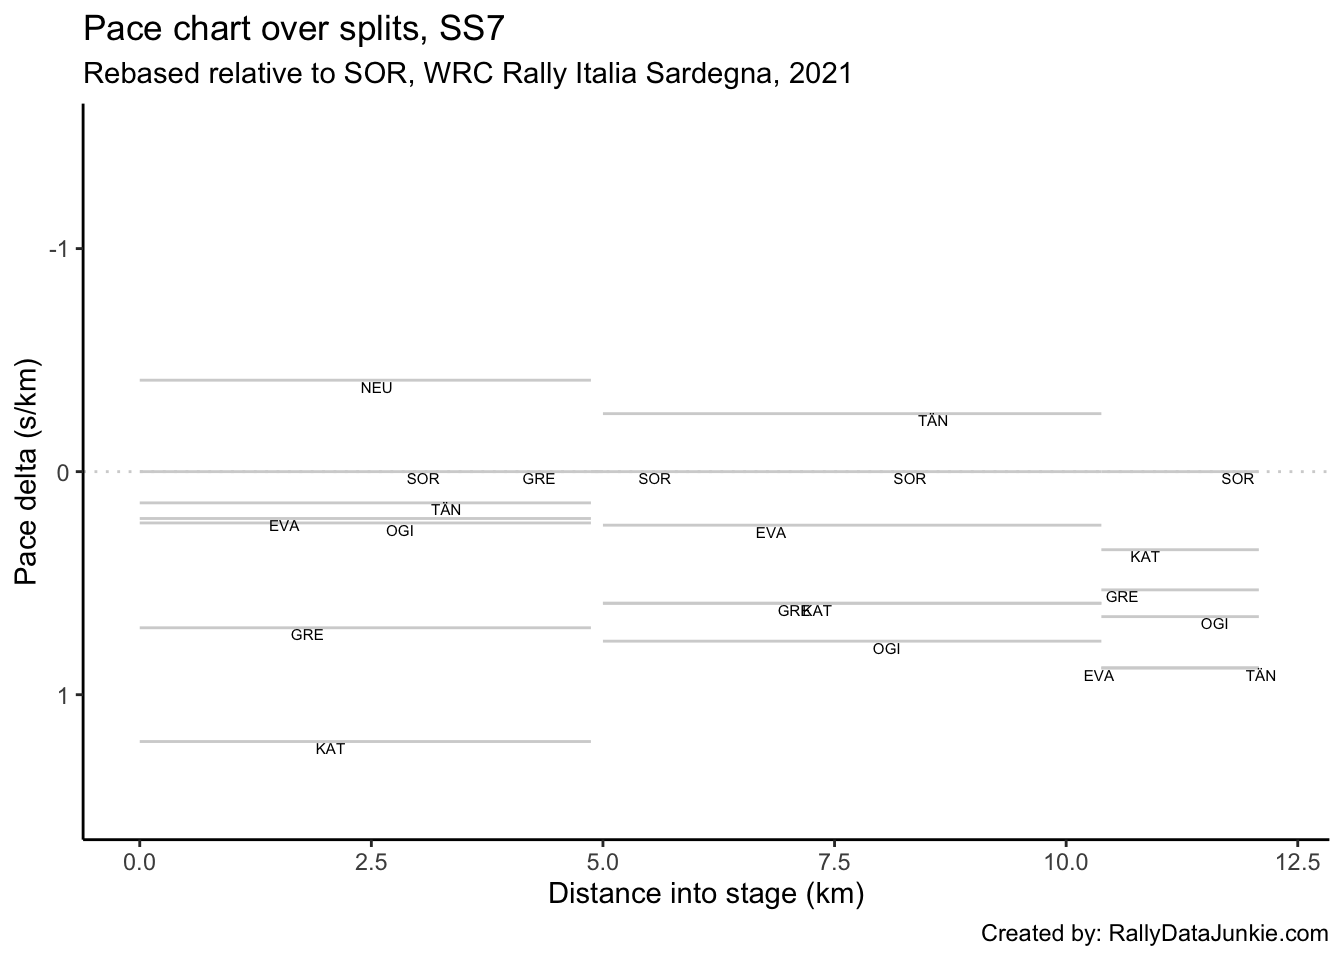 Pace chart over splits, SS7
Rebased relative to SOR, WRC Rally Italia Sardegna, 2021
Pace delta (s/km)
-1
0
1
NEU
TÄN
SOR GRE SOR SOR SOR
TÄN
EVA OGI EVA
KAT
GRE
GRE KAT
OGI
GRE OGI
EVA TÄN
KAT
0.0 2.5 5.0 7.5 10.0 12.5
Distance into stage (km)
Created by: RallyDataJunkie.com